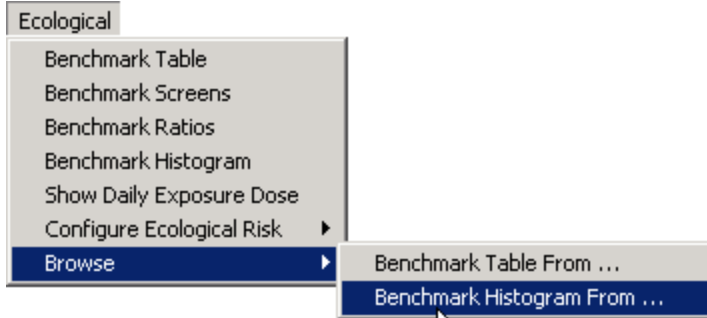 Ecological
Benchmark Table
Benchmark Screens
Benchmark Ratios
Benchmark Histogram
Show Daily Exposure Dose
Configure Ecological Risk
Browse
Benchmark Table From ...
Benchmark Histogram From ...